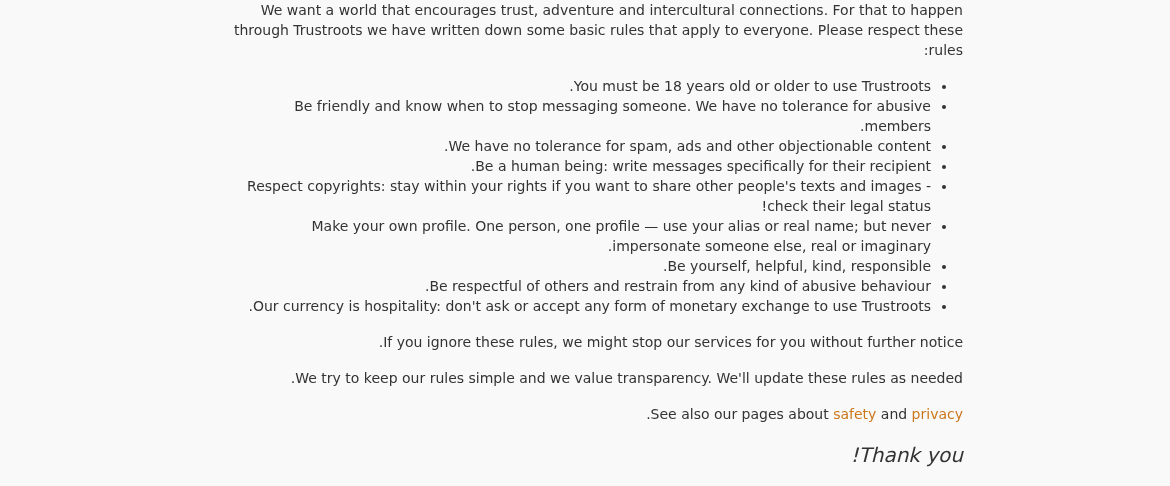 We want a world that encourages trust, adventure and intercultural connections. For that to happen
through Trustroots we have written down some basic rules that apply to everyone. Please respect these
rules:
• You must be 18 years old or older to use Trustroots.
• Be friendly and know when to stop messaging someone. We have no tolerance for abusive
members.
• We have no tolerance for spam, ads and other objectionable content.
• Be a human being: write messages specifically for their recipient.
• Respect copyrights: stay within your rights if you want to share other people's texts and images -
check their legal status!
• Make your own profile. One person, one profile — use your alias or real name; but never
impersonate someone else, real or imaginary.
• Be yourself, helpful, kind, responsible.
• Be respectful of others and restrain from any kind of abusive behaviour.
• Our currency is hospitality: don't ask or accept any form of monetary exchange to use Trustroots.
If you ignore these rules, we might stop our services for you without further notice.
We try to keep our rules simple and we value transparency. We'll update these rules as needed.
See also our pages about safety and privacy.
Thank you!